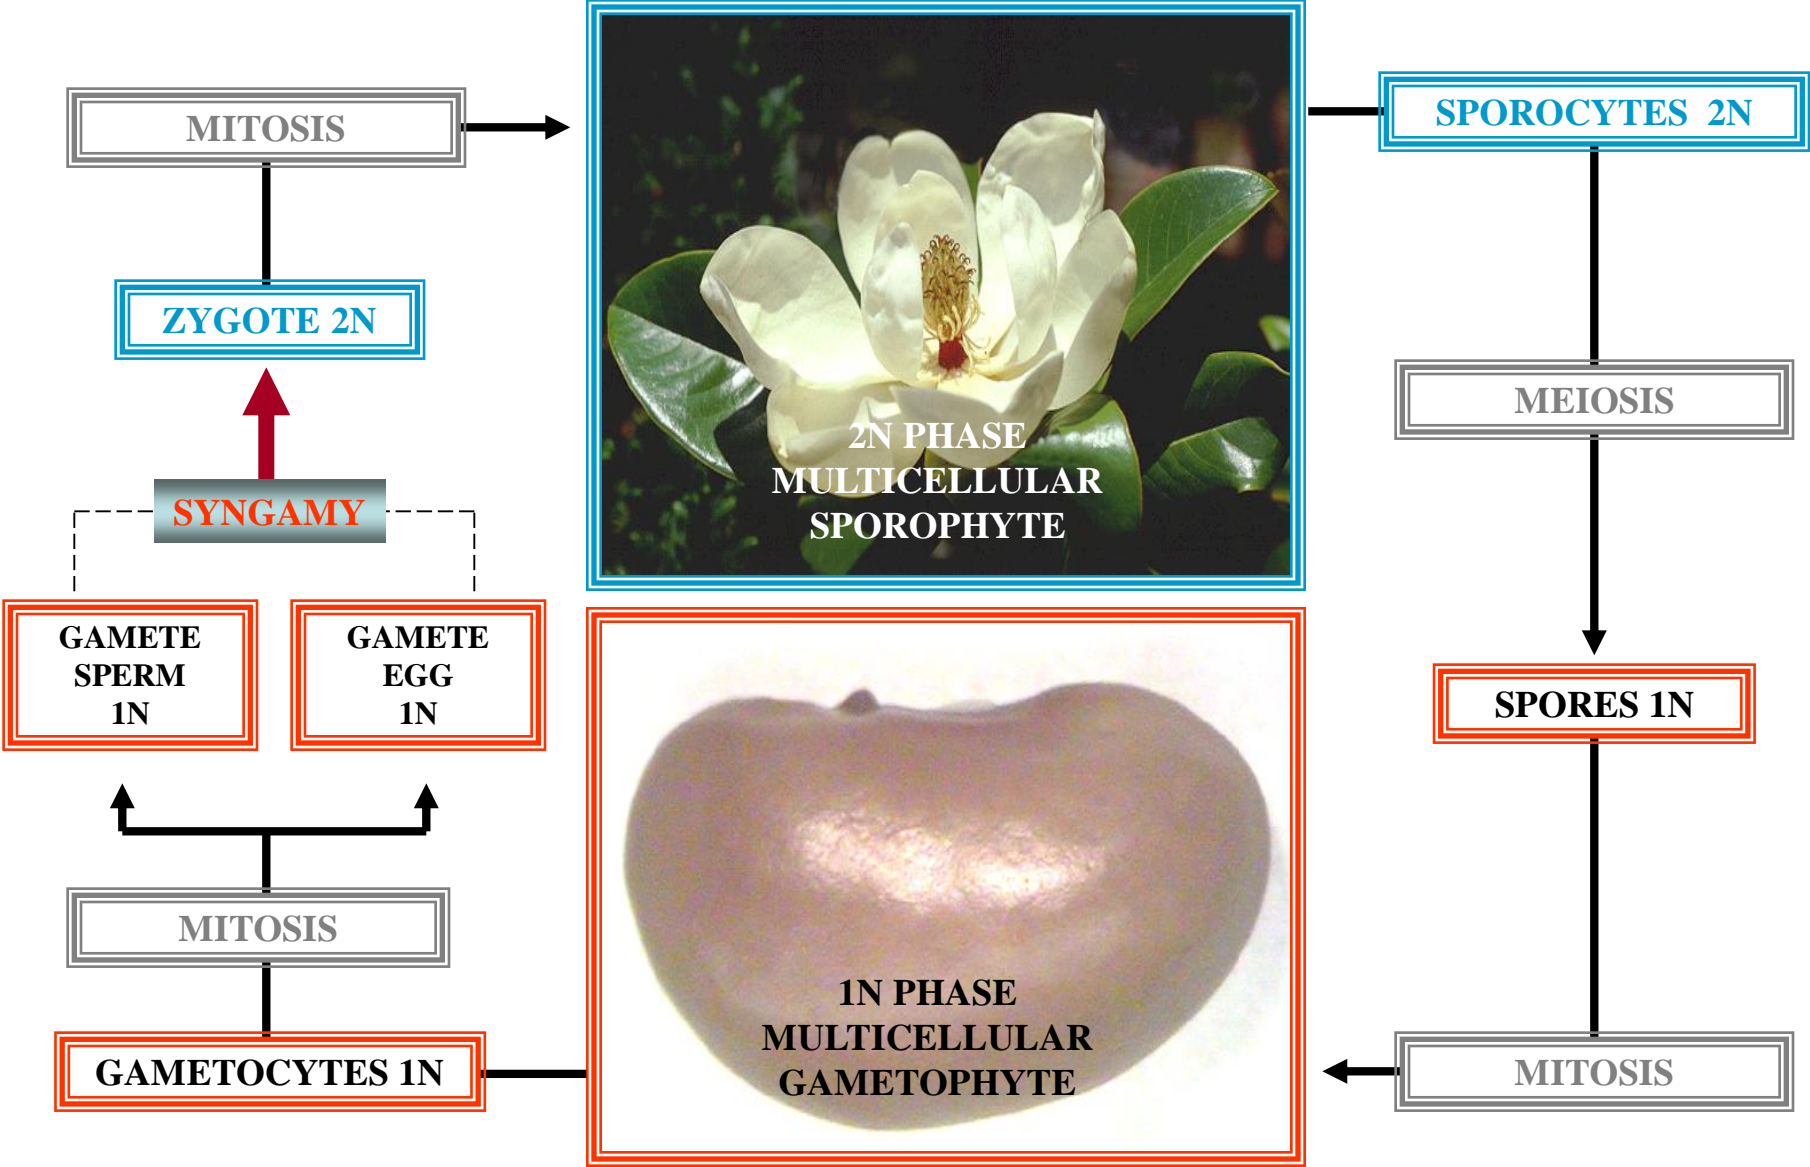 MITOSIS
SPOROCYTES 2N
ZYGOTE 2N
MEIOSIS
2N PHASE
MULTICELLULAR
SPOROPHYTE
SYNGAMY
GAMETE
SPERM
1N
GAMETE
EGG
1N
SPORES 1N
MITOSIS
1N PHASE
MULTICELLULAR
GAMETOPHYTE
GAMETOCYTES 1N
MITOSIS